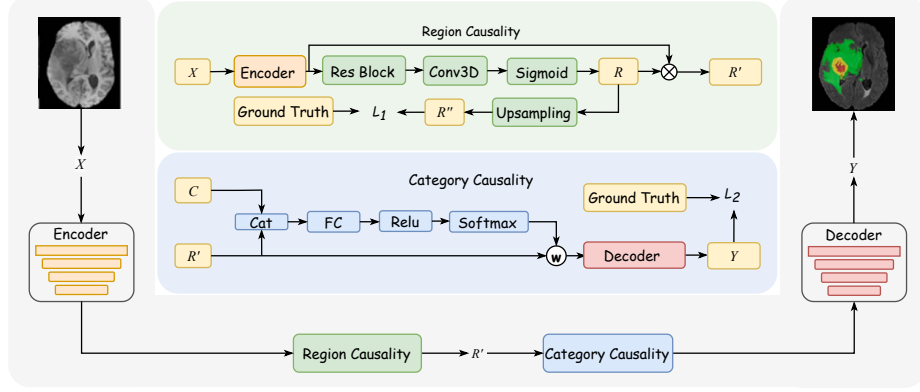 Region Causality
X
Encoder
Res Block
Conv3D
Sigmoid
R
R'
Ground Truth
L1
R''
Upsampling
X
Encoder
Category Causality
C
Cat
FC
Relu
Softmax
R'
w
Decoder
Y
Ground Truth
L2
Y
Decoder
Region Causality
R'
Category Causality